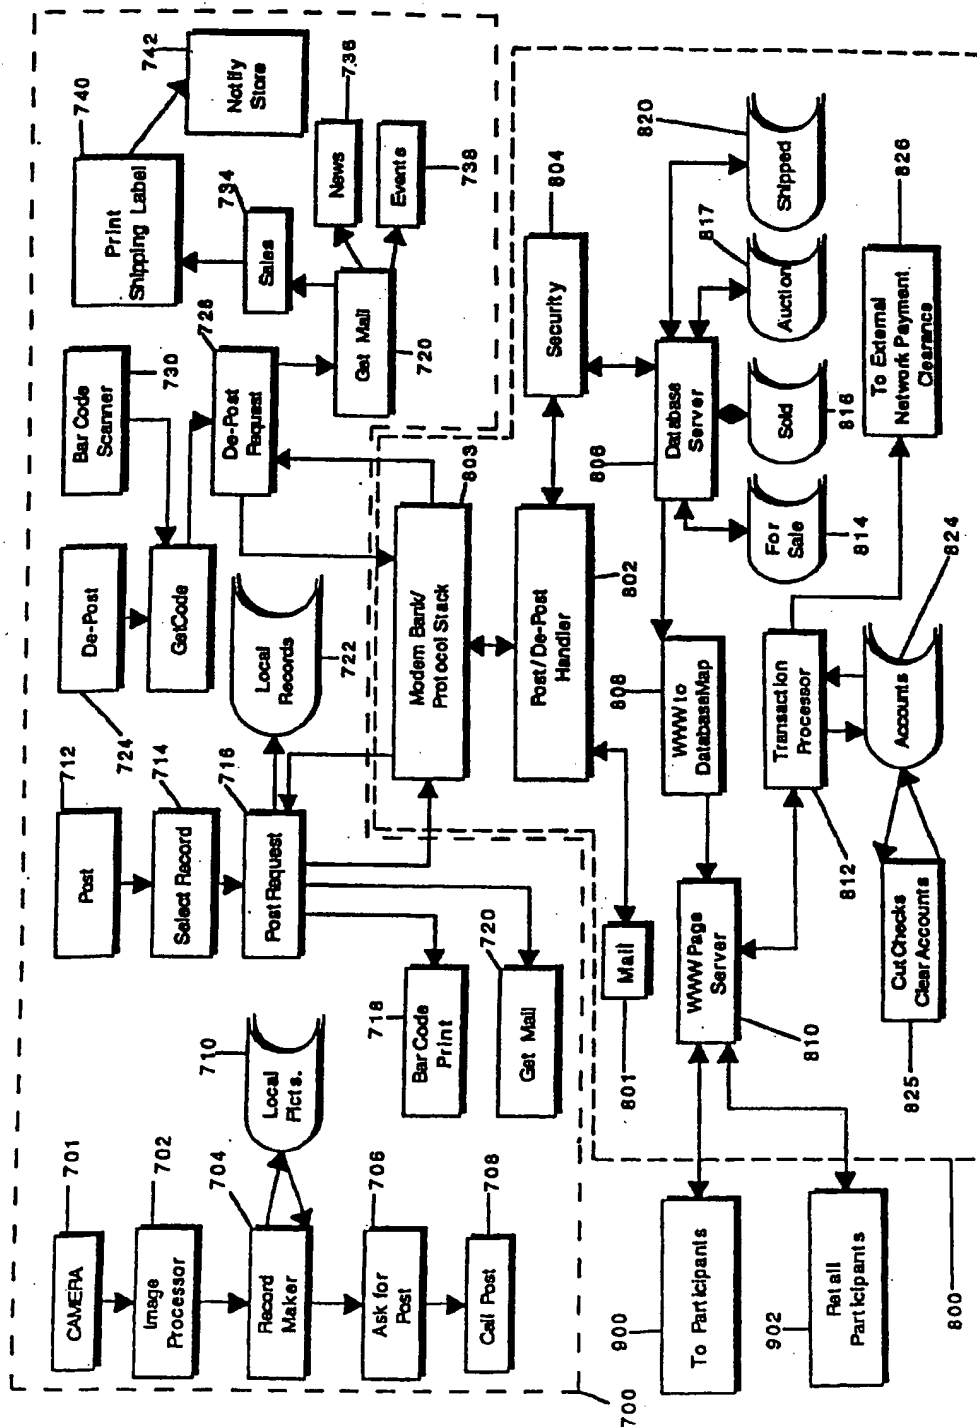 CAMERA
701
Image
Processor
702
Record
Maker
704
Local
Picts.
710
Ask for
Post
706
Call Post
708
Post
712
Select Record
714
Post Request
716
Local
Records
722
Bar Code
Print
718
Get Mail
720
De-Post
724
GetCode
Bar Code
Scanner
730
De-Post
Request
726
Get Mail
720
Sales
734
News
736
Events
738
Print
Shipping Label
740
Notify
Store
742
700
Modem Bank/
Protocol Stack
803
Post/De-Post
Handler
802
Security
804
Mail
801
Database
Server
806
WWW to
DatabaseMap
808
WWW Page
Server
810
For
Sale
814
Sold
816
Auction
817
Shipped
820
Transaction
Processor
812
Accounts
824
Cut Checks
Clear Accounts
825
To External
Network Payment
Clearance
826
To Participants
900
Retail
Participants
902
800